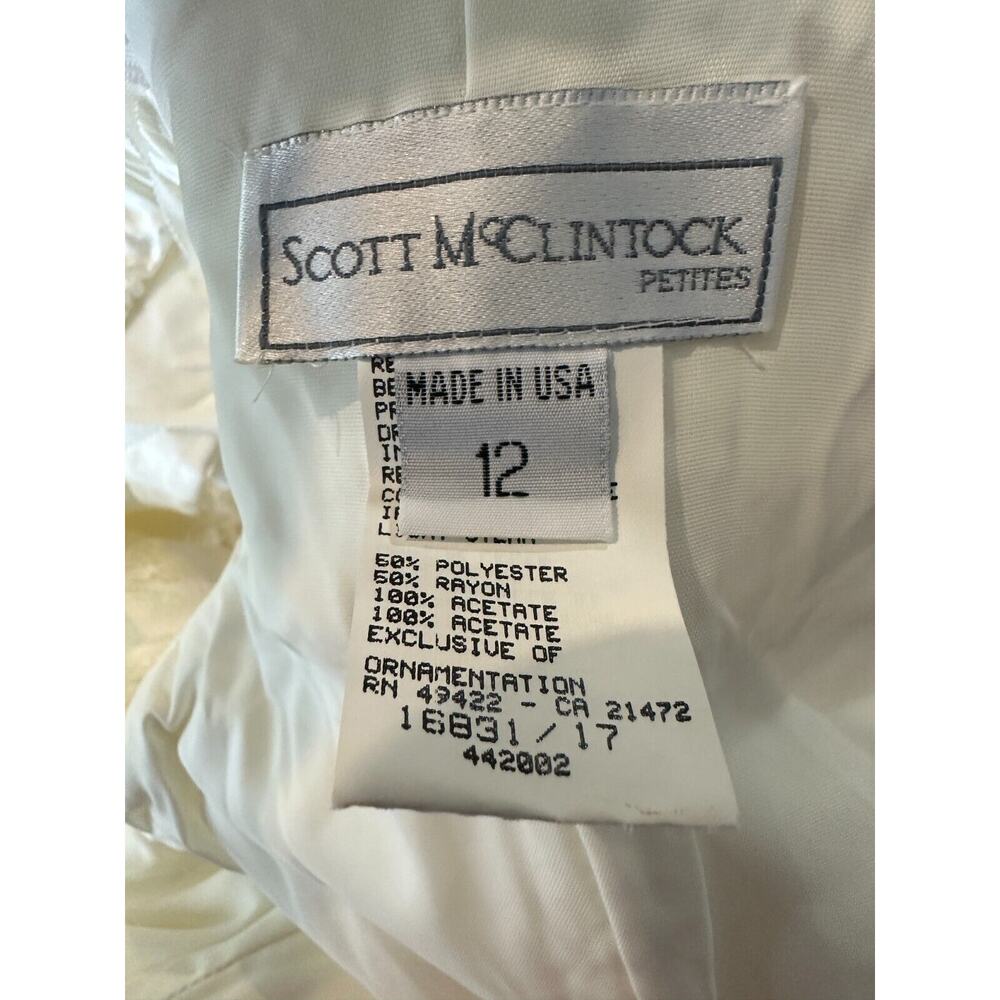 SCOTT McCLINTOCK
PETITES
MADE IN USA
12
50% POLYESTER
50% RAYON
100% ACETATE
100% ACETATE
EXCLUSIVE OF
ORNAMENTATION
RN 49422 - CA 21472
16831/17
442002